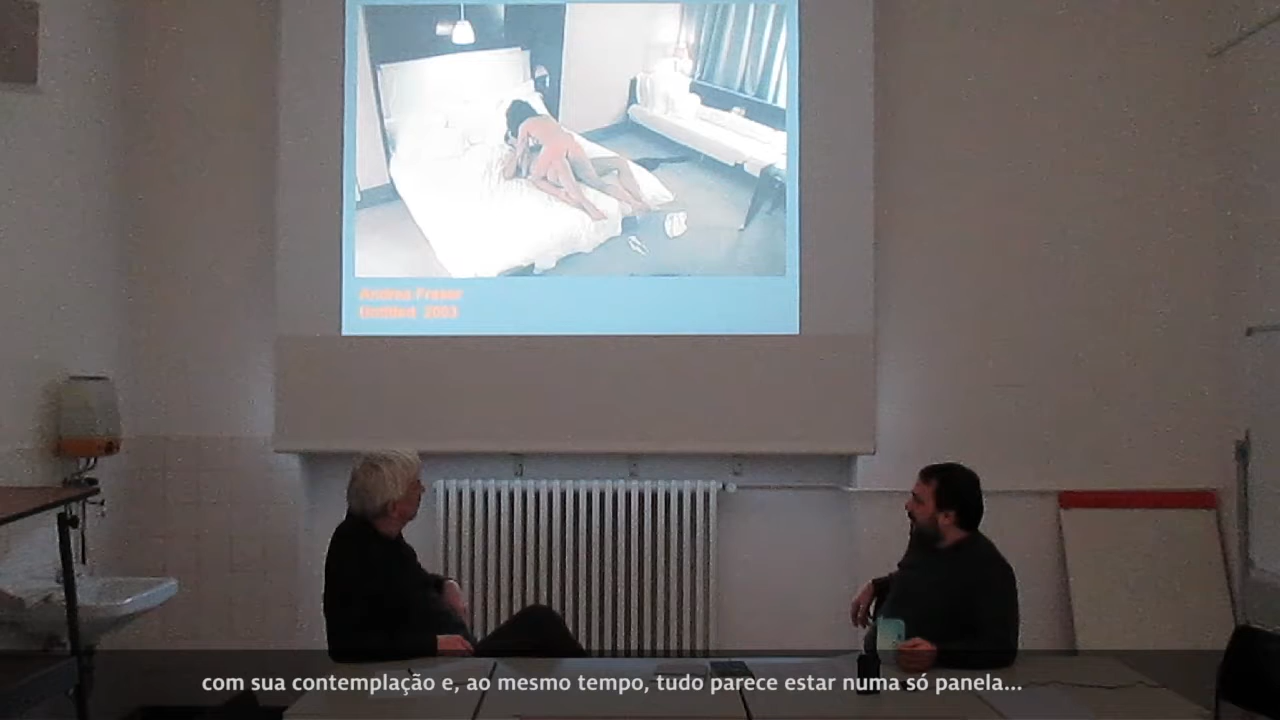 Andrea Fraser
Untitled 2003
com sua contemplação e, ao mesmo tempo, tudo parece estar numa só panela...